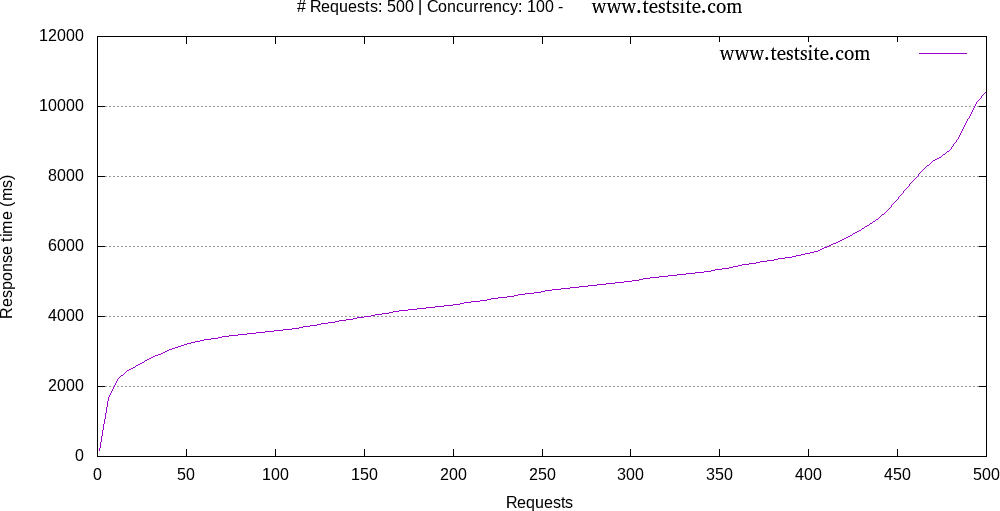 # Requests: 500 | Concurrency: 100 - www.testsite.com
www.testsite.com
12000
10000
8000
6000
4000
2000
0
Response time (ms)
0 50 100 150 200 250 300 350 400 450 500
Requests